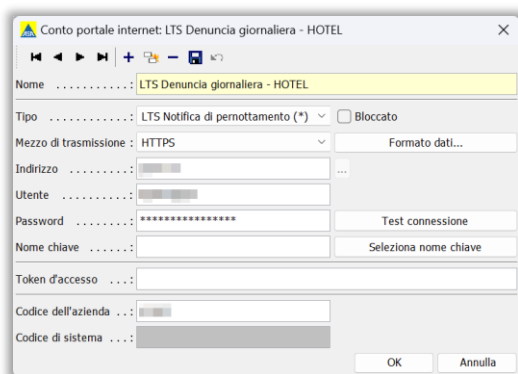 Conto portale internet: LTS Denuncia giornaliera - HOTEL
Nome ...........: LTS Denuncia giornaliera - HOTEL
Tipo ............: LTS Notifica di pernottamento (*) Bloccato
Mezzo di trasmissione : HTTPS Formato dati...
Indirizzo .........: ...
Utente ..........:
Password ........: **************** Test connessione
Nome chiave ......: Seleziona nome chiave
Token d'accesso ...:
Codice dell'azienda ..:
Codice di sistema ...:
OK Annulla